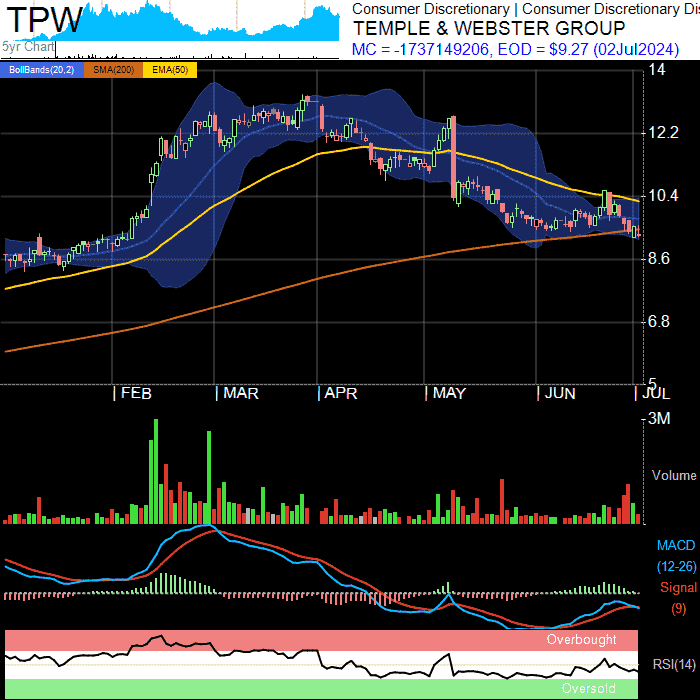 TPW
5yr Chart
Consumer Discretionary | Consumer Discretionary Dis
TEMPLE & WEBSTER GROUP
MC = -1737149206, EOD = $9.27 (02Jul2024)
BollBands(20,2) SMA(200) EMA(50)
14
12.2
10.4
8.6
6.8
5
FEB MAR APR MAY JUN JUL
3M
Volume
MACD
(12-26)
Signal
(9)
Overbought
RSI(14)
Oversold